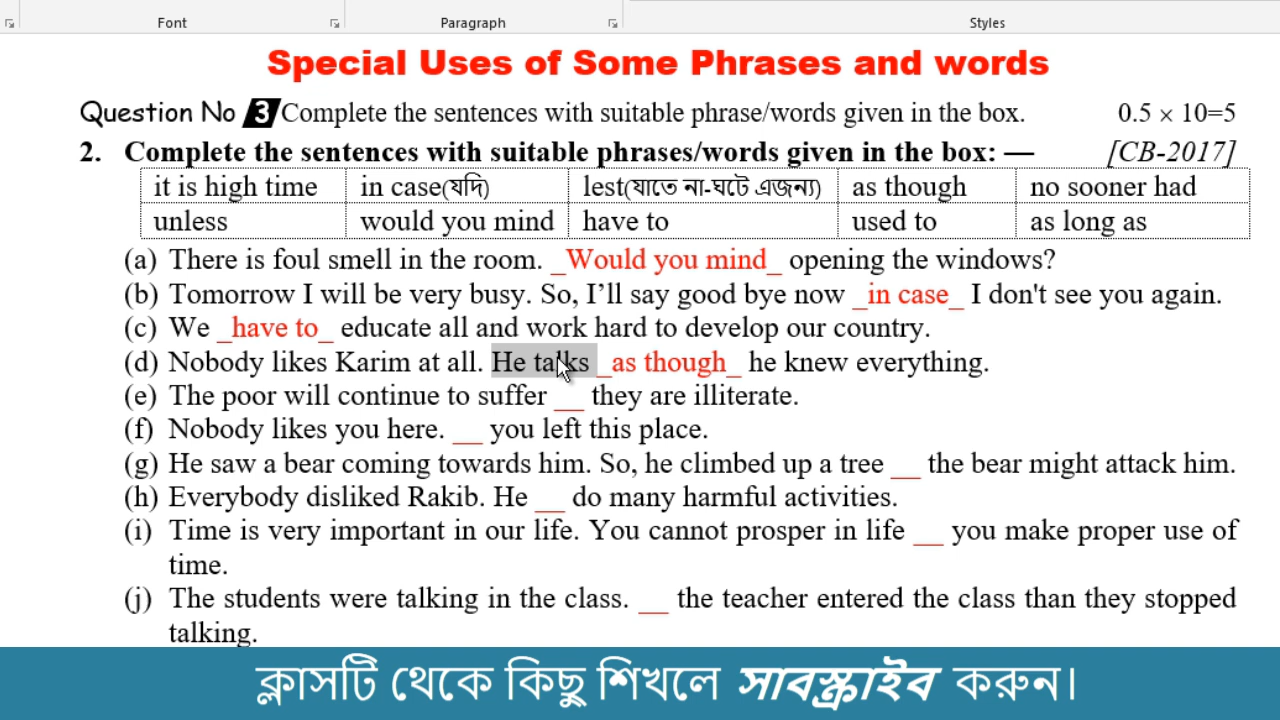 Font Paragraph Styles
Special Uses of Some Phrases and words
Question No 3 Complete the sentences with suitable phrase/words given in the box. 0.5 × 10=5
2. Complete the sentences with suitable phrases/words given in the box: — [CB-2017]
it is high time in case(যদি) lest(যাতে না-ঘটে এজন্য) as though no sooner had
unless would you mind have to used to as long as
(a) There is foul smell in the room. _Would you mind_ opening the windows?
(b) Tomorrow I will be very busy. So, I’ll say good bye now _in case_ I don't see you again.
(c) We _have to_ educate all and work hard to develop our country.
(d) Nobody likes Karim at all. He talks _as though_ he knew everything.
(e) The poor will continue to suffer __ they are illiterate.
(f) Nobody likes you here. __ you left this place.
(g) He saw a bear coming towards him. So, he climbed up a tree __ the bear might attack him.
(h) Everybody disliked Rakib. He __ do many harmful activities.
(i) Time is very important in our life. You cannot prosper in life __ you make proper use of
time.
(j) The students were talking in the class. __ the teacher entered the class than they stopped
talking.
ক্লাসটি থেকে কিছু শিখলে সাবস্ক্রাইব করুন।